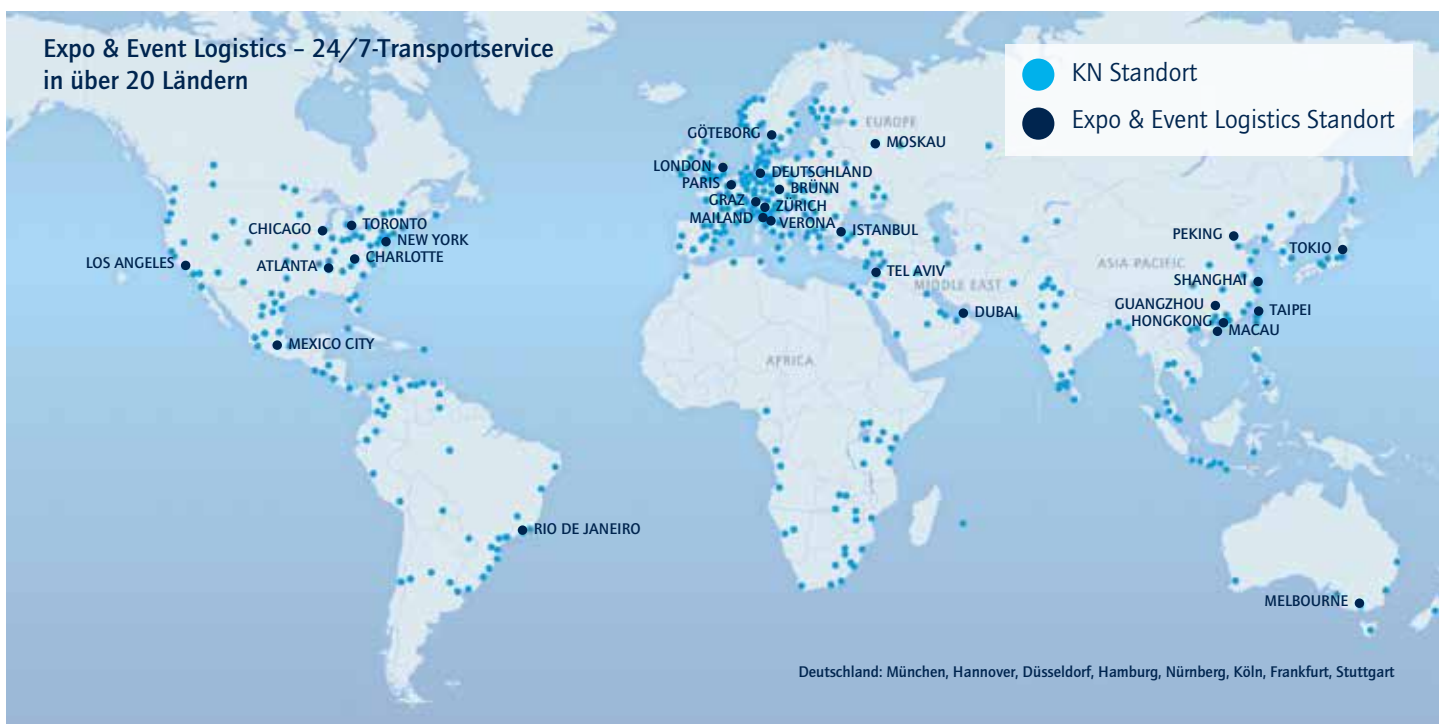 Expo & Event Logistics – 24/7-Transportservice
in über 20 Ländern
KN Standort
Expo & Event Logistics Standort
EUROPE
GÖTEBORG
MOSKAU
LONDON
DEUTSCHLAND
PARIS
BRÜNN
GRAZ
ZÜRICH
MAILAND
VERONA
ISTANBUL
CHICAGO
TORONTO
NEW YORK
CHARLOTTE
LOS ANGELES
ATLANTA
PEKING
TOKIO
ASIA-PACIFIC
TEL AVIV
MIDDLE EAST
SHANGHAI
DUBAI
GUANGZHOU
TAIPEI
HONGKONG
MACAU
MEXICO CITY
AFRICA
RIO DE JANEIRO
MELBOURNE
Deutschland: München, Hannover, Düsseldorf, Hamburg, Nürnberg, Köln, Frankfurt, Stuttgart